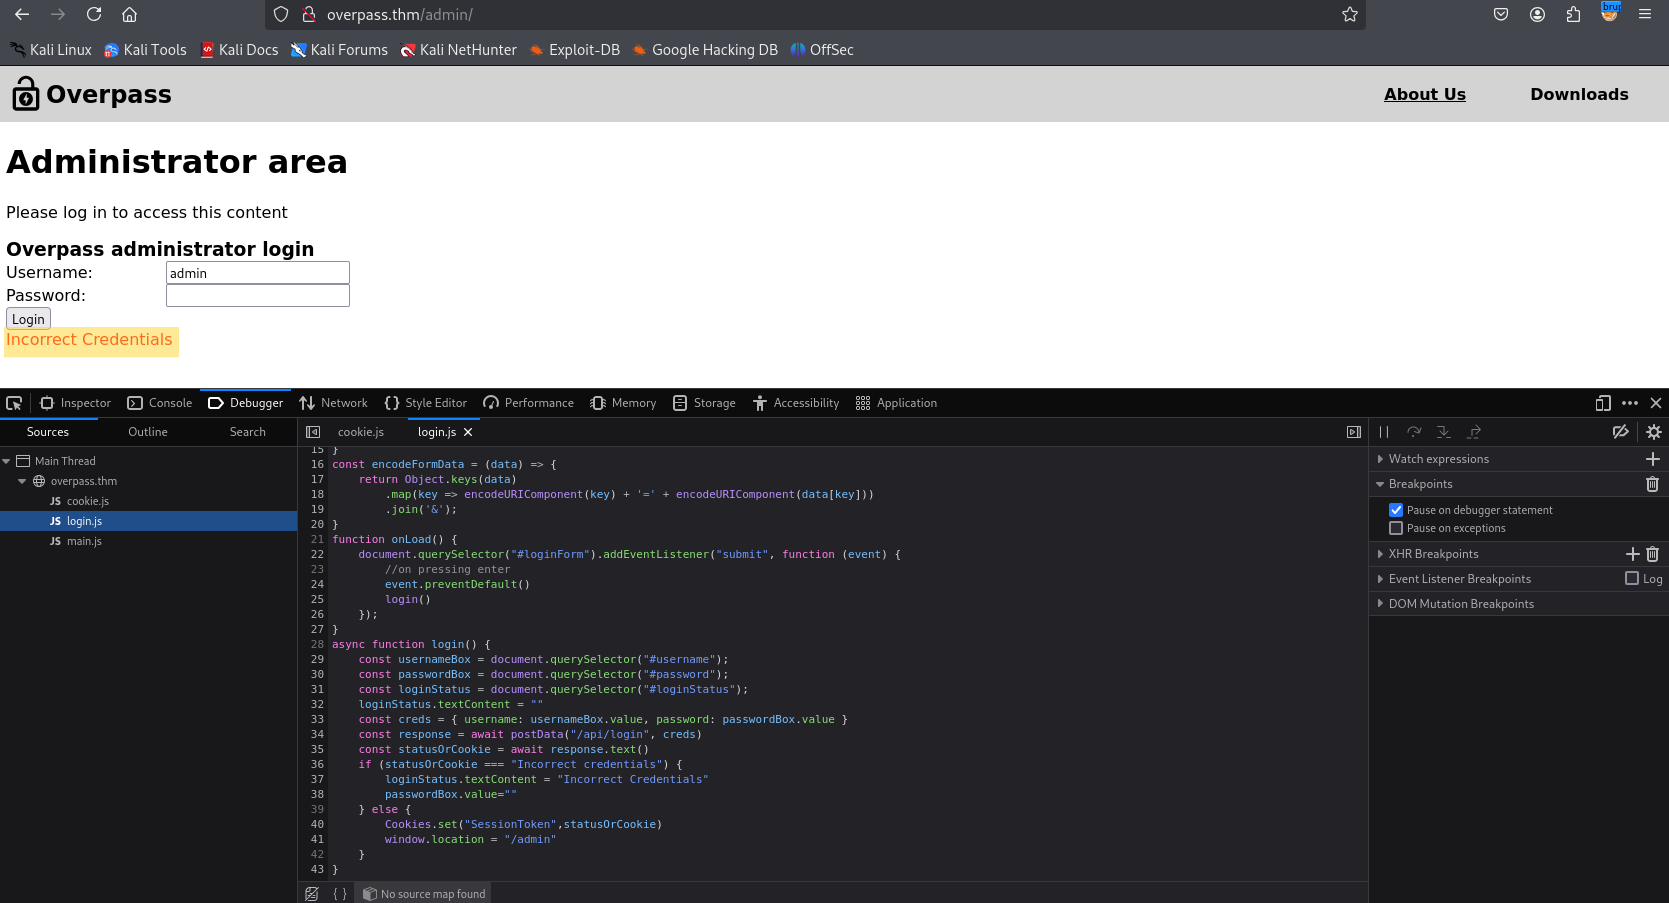 overpass.thm/admin/
brup
Kali Linux Kali Tools Kali Docs Kali Forums Kali NetHunter Exploit-DB Google Hacking DB OffSec
Overpass About Us Downloads
Administrator area
Please log in to access this content
Overpass administrator login
Username: admin
Password:
Login
Incorrect Credentials
Inspector Console Debugger Network Style Editor Performance Memory Storage Accessibility Application
Sources Outline Search
Main Thread
overpass.thm
JS cookie.js
JS login.js
JS main.js
cookie.js login.js
15 }
16 const encodeFormData = (data) => {
17     return Object.keys(data)
18         .map(key => encodeURIComponent(key) + '=' + encodeURIComponent(data[key]))
19         .join('&');
20 }
21 function onLoad() {
22     document.querySelector("#loginForm").addEventListener("submit", function (event) {
23         //on pressing enter
24         event.preventDefault()
25         login()
26     });
27 }
28 async function login() {
29     const usernameBox = document.querySelector("#username");
30     const passwordBox = document.querySelector("#password");
31     const loginStatus = document.querySelector("#loginStatus");
32     loginStatus.textContent = ""
33     const creds = { username: usernameBox.value, password: passwordBox.value }
34     const response = await postData("/api/login", creds)
35     const statusOrCookie = await response.text()
36     if (statusOrCookie === "Incorrect credentials") {
37         loginStatus.textContent = "Incorrect Credentials"
38         passwordBox.value=""
39     } else {
40         Cookies.set("SessionToken",statusOrCookie)
41         window.location = "/admin"
42     }
43 }
{ } No source map found
Watch expressions
Breakpoints
Pause on debugger statement
Pause on exceptions
XHR Breakpoints
Event Listener Breakpoints Log
DOM Mutation Breakpoints